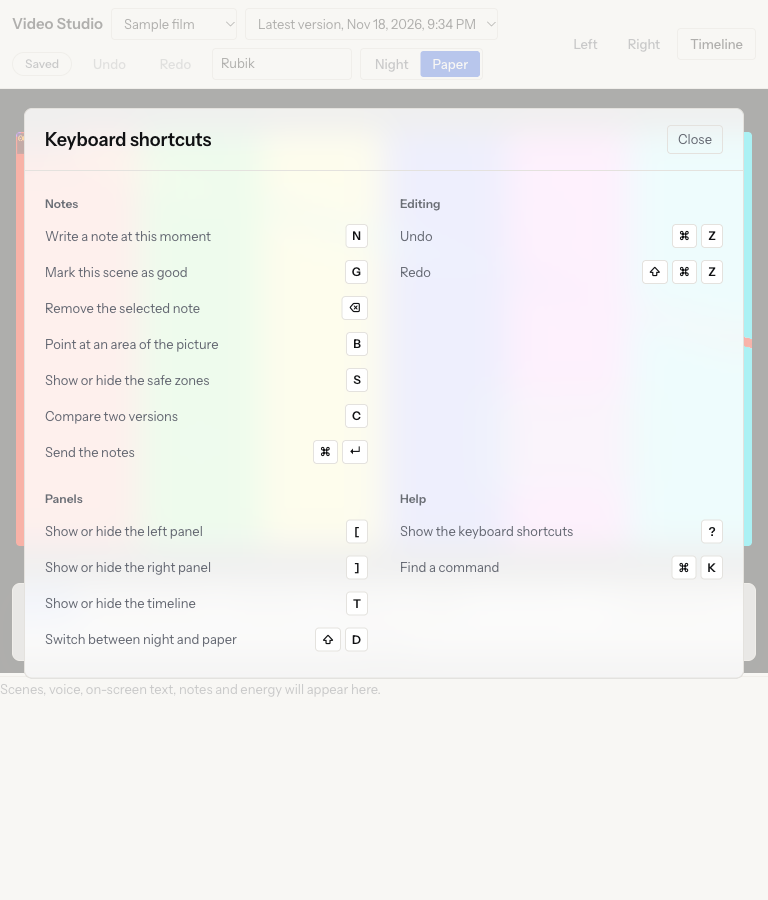 Video Studio Sample film Latest version, Nov 18, 2026, 9:34 PM
Left Right Timeline
Saved Undo Redo Rubik Night Paper
Keyboard shortcuts Close
Notes
Write a note at this moment N
Mark this scene as good G
Remove the selected note ⌫
Point at an area of the picture B
Show or hide the safe zones S
Compare two versions C
Send the notes ⌘ ↵
Editing
Undo ⌘ Z
Redo ⇧ ⌘ Z
Panels
Show or hide the left panel [
Show or hide the right panel ]
Show or hide the timeline T
Switch between night and paper ⇧ D
Help
Show the keyboard shortcuts ?
Find a command ⌘ K
Scenes, voice, on-screen text, notes and energy will appear here.